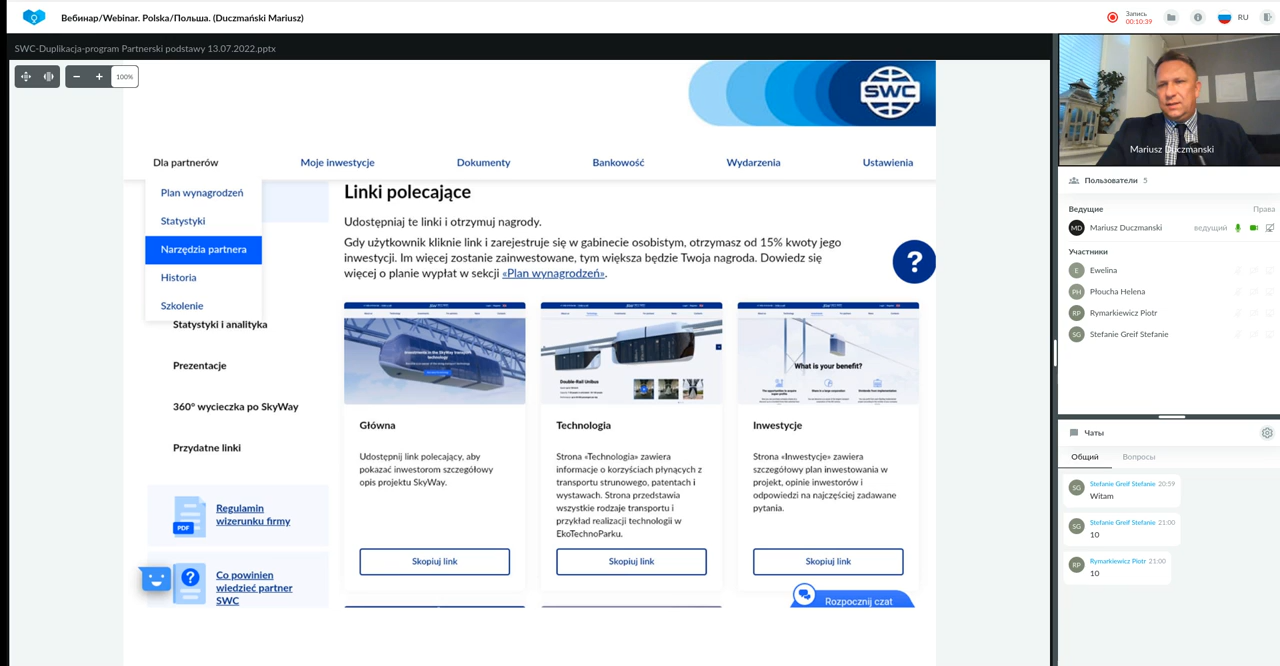 Вебинар/Webinar. Polska/Польша. (Duczmański Mariusz)
Запись
00:10:39
RU
SWC-Duplikacja-program Partnerski podstawy 13.07.2022.pptx
100%
SWC
Dla partnerów
Moje inwestycje
Dokumenty
Bankowość
Wydarzenia
Ustawienia
Plan wynagrodzeń
Statystyki
Narzędzia partnera
Historia
Szkolenie
Statystyki i analityka
Prezentacje
360° wycieczka po SkyWay
Przydatne linki
PDF
Regulamin
wizerunku firmy
?
Co powinien
wiedzieć partner
SWC
Linki polecające
Udostępniaj te linki i otrzymuj nagrody.
Gdy użytkownik kliknie link i zarejestruje się w gabinecie osobistym, otrzymasz od 15% kwoty jego
inwestycji. Im więcej zostanie zainwestowane, tym większa będzie Twoja nagroda. Dowiedz się
więcej o planie wypłat w sekcji «Plan wynagrodzeń».
?
Investments in the SkyWay transport
technology
Double-Rail Unibus
What is your benefit?
Główna
Udostępnij link polecający, aby
pokazać inwestorom szczegółowy
opis projektu SkyWay.
Skopiuj link
Technologia
Strona «Technologia» zawiera
informacje o korzyściach płynących z
transportu strunowego, patentach i
wystawach. Strona przedstawia
wszystkie rodzaje transportu i
przykład realizacji technologii w
EkoTechnoParku.
Skopiuj link
Inwestycje
Strona «Inwestycje» zawiera
szczegółowy plan inwestowania w
projekt, opinie inwestorów i
odpowiedzi na najczęściej zadawane
pytania.
Skopiuj link
Rozpocznij czat
Mariusz Duczmanski
Пользователи 5
Ведущие
Права
MD Mariusz Duczmanski ведущий
Участники
E Ewelina
PH Płoucha Helena
RP Rymarkiewicz Piotr
SG Stefanie Greif Stefanie
Чаты
Общий
Вопросы
SG Stefanie Greif Stefanie 20:59
Witam
SG Stefanie Greif Stefanie 21:00
10
RP Rymarkiewicz Piotr 21:00
10